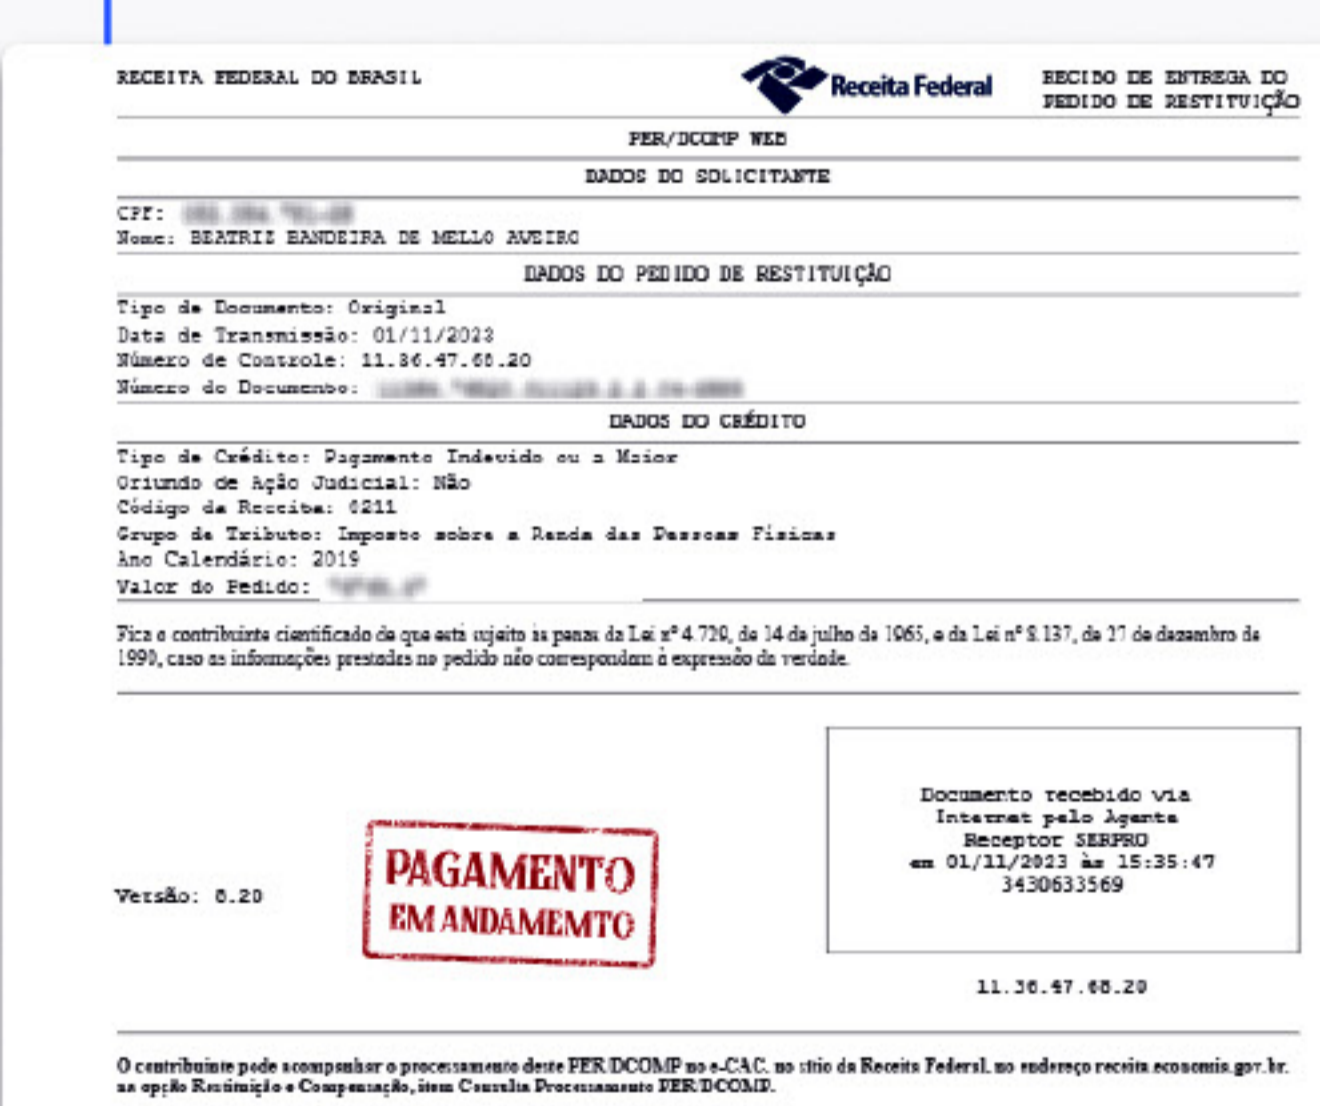 RECEITA FEDERAL DO BRASIL
Receita Federal
RECIBO DE ENTREGA DO
PEDIDO DE RESTITUIÇÃO
PER/DCOMP WEB
DADOS DO SOLICITANTE
CPF:
Nome: BEATRIZ BANDEIRA DE MELLO AVEIRO
DADOS DO PEDIDO DE RESTITUIÇÃO
Tipo de Documento: Original
Data de Transmissão: 01/11/2023
Número de Controle: 11.36.47.68.20
Número do Documento:
DADOS DO CRÉDITO
Tipo de Crédito: Pagamento Indevido ou a Maior
Oriundo de Ação Judicial: Não
Código da Receita: 0211
Grupo de Tributo: Imposto sobre a Renda das Pessoas Físicas
Ano Calendário: 2019
Valor do Pedido:
Fica o contribuinte cientificado de que está sujeito às penas da Lei nº 4.729, de 14 de julho de 1965, e da Lei nº 8.137, de 27 de dezembro de
1990, caso as informações prestadas no pedido não correspondam à expressão da verdade.
Documento recebido via
Internet pelo Agente
Receptor SERPRO
em 01/11/2023 às 15:35:47
3430633569
PAGAMENTO
EM ANDAMEMTO
Versão: 8.20
11.36.47.68.20
O contribuinte pode acompanhar o processamento deste PER/DCOMP no e-CAC, no sítio da Receita Federal, no endereço receita.economia.gov.br,
na opção Restituição e Compensação, item Consulta Processamento PER/DCOMP.